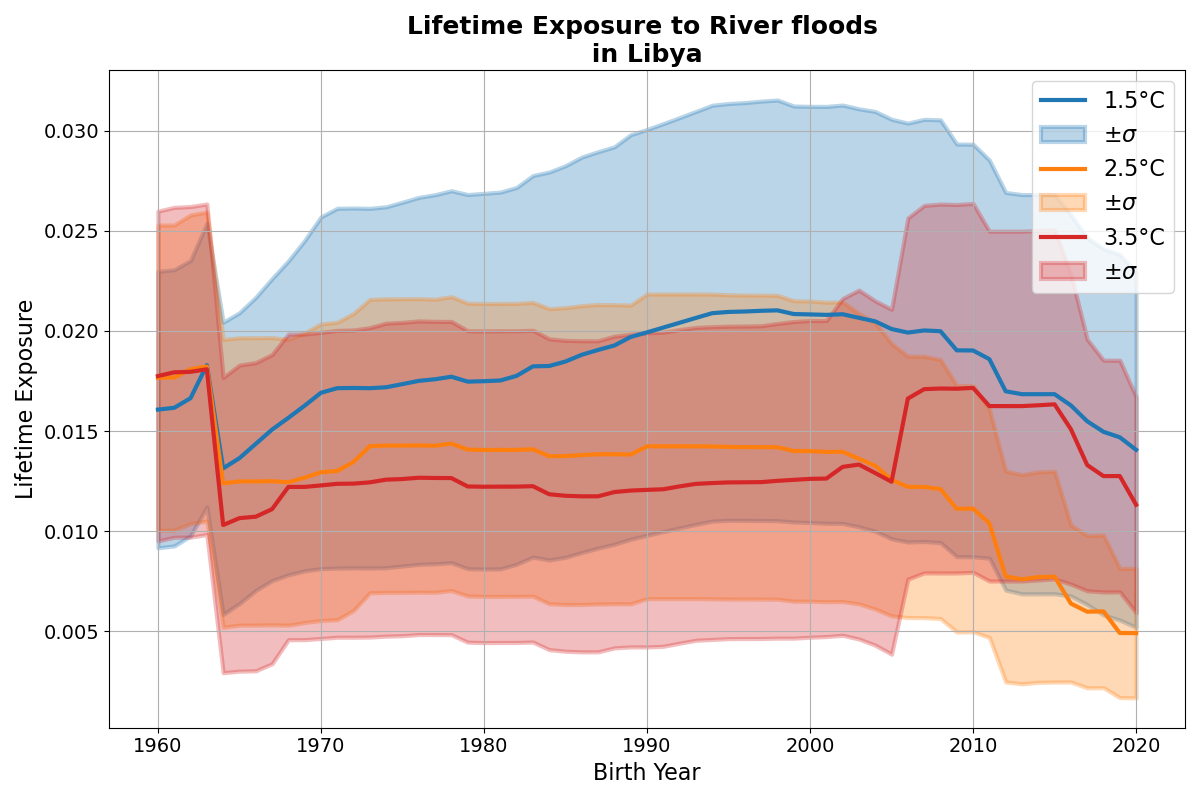 Lifetime Exposure to River floods
in Libya
Lifetime Exposure
0.030
0.025
0.020
0.015
0.010
0.005
1960 1970 1980 1990 2000 2010 2020
Birth Year
1.5°C
±σ
2.5°C
±σ
3.5°C
±σ